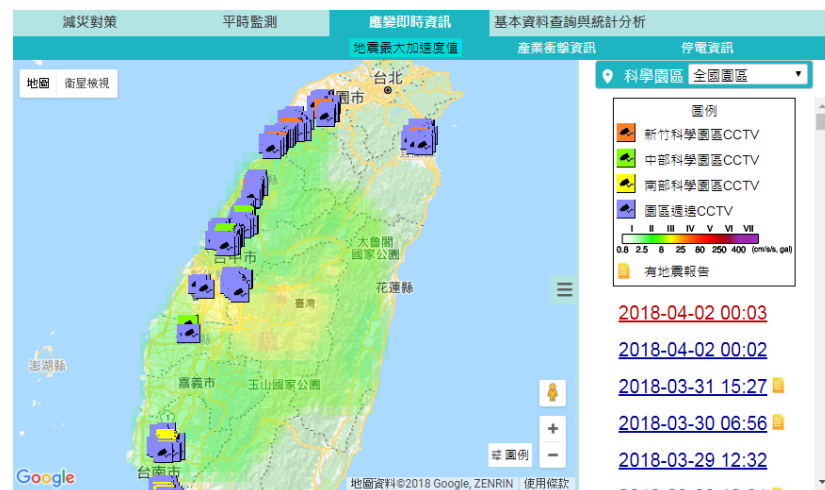 減災對策 平時監測 應變即時資訊 基本資料查詢與統計分析
地震最大加速度值 產業衝擊資訊 停電資訊
地圖 衛星檢視
台北
園市
台中市
太魯閣
國家公園
花蓮縣
臺灣
澎湖縣
嘉義市
玉山國家公園
台南市
圖例
Google
地圖資料©2018 Google, ZENRIN 使用條款
科學園區 全國園區
圖例
新竹科學園區CCTV
中部科學園區CCTV
南部科學園區CCTV
園區週邊CCTV
I II III IV V VI VII
0.8 2.5 8 25 80 250 400 (cm/s/s, gal)
有地震報告
2018-04-02 00:03
2018-04-02 00:02
2018-03-31 15:27
2018-03-30 06:56
2018-03-29 12:32